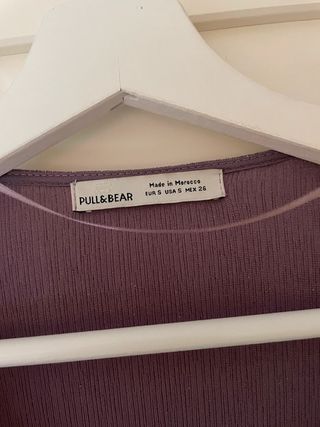 PULL&BEAR
Made in Morocco
EUR S USA S MEX 26